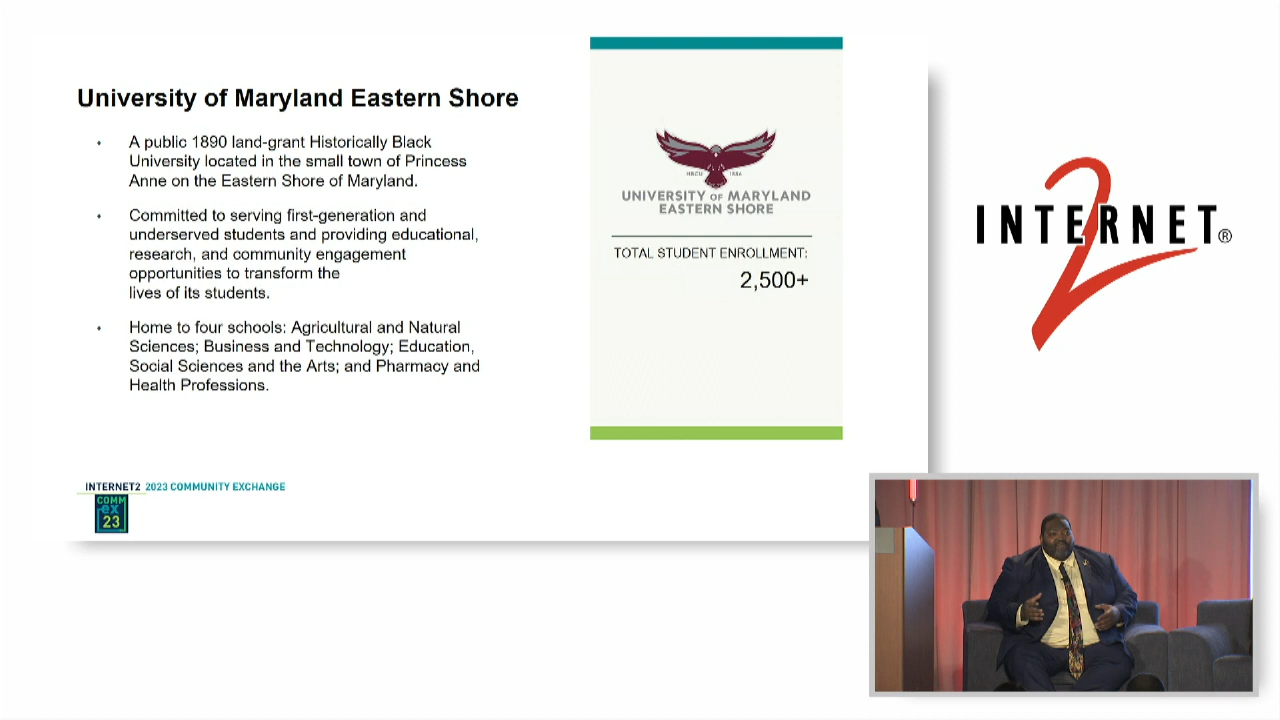 University of Maryland Eastern Shore
A public 1890 land-grant Historically Black
University located in the small town of Princess
Anne on the Eastern Shore of Maryland.
Committed to serving first-generation and
underserved students and providing educational,
research, and community engagement
opportunities to transform the
lives of its students.
Home to four schools: Agricultural and Natural
Sciences; Business and Technology; Education,
Social Sciences and the Arts; and Pharmacy and
Health Professions.
HBCU 1886
UNIVERSITY OF MARYLAND
EASTERN SHORE
TOTAL STUDENT ENROLLMENT:
2,500+
INTERNET2 2023 COMMUNITY EXCHANGE
COMM
ex
23
INTERNET®
2